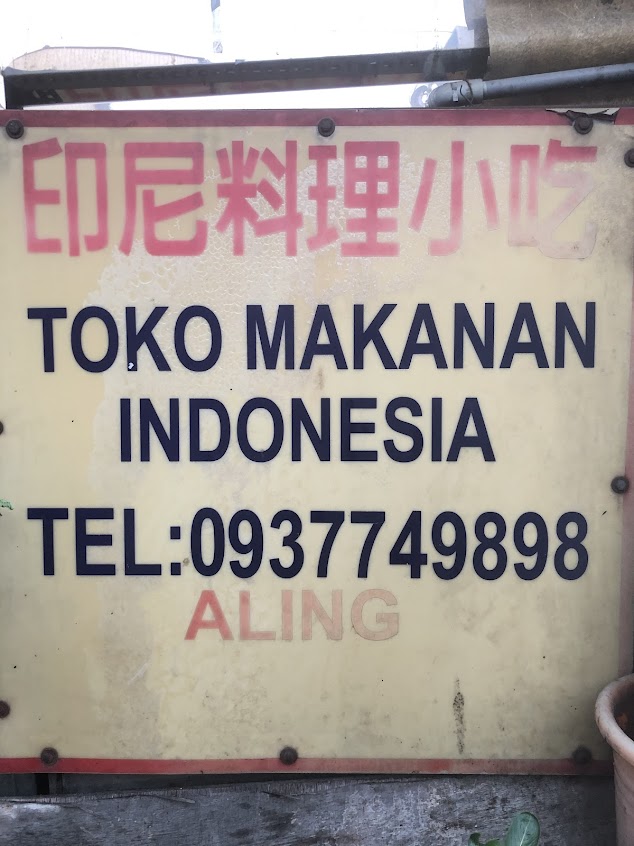 印尼料理小吃
TOKO MAKANAN
INDONESIA
TEL:0937749898
ALING